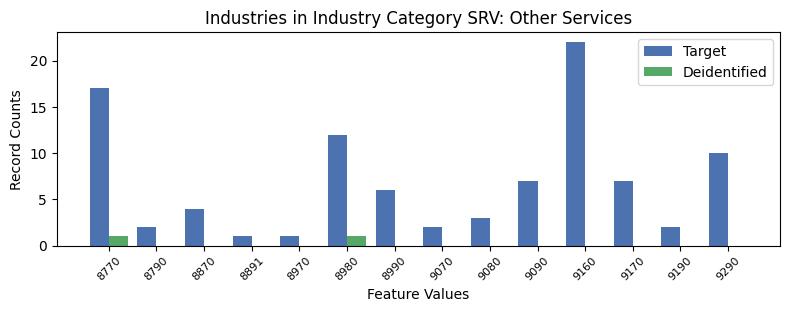 Industries in Industry Category SRV: Other Services
Record Counts
20
15
10
5
0
Target
Deidentified
8770 8790 8870 8891 8970 8980 8990 9070 9080 9090 9160 9170 9190 9290
Feature Values